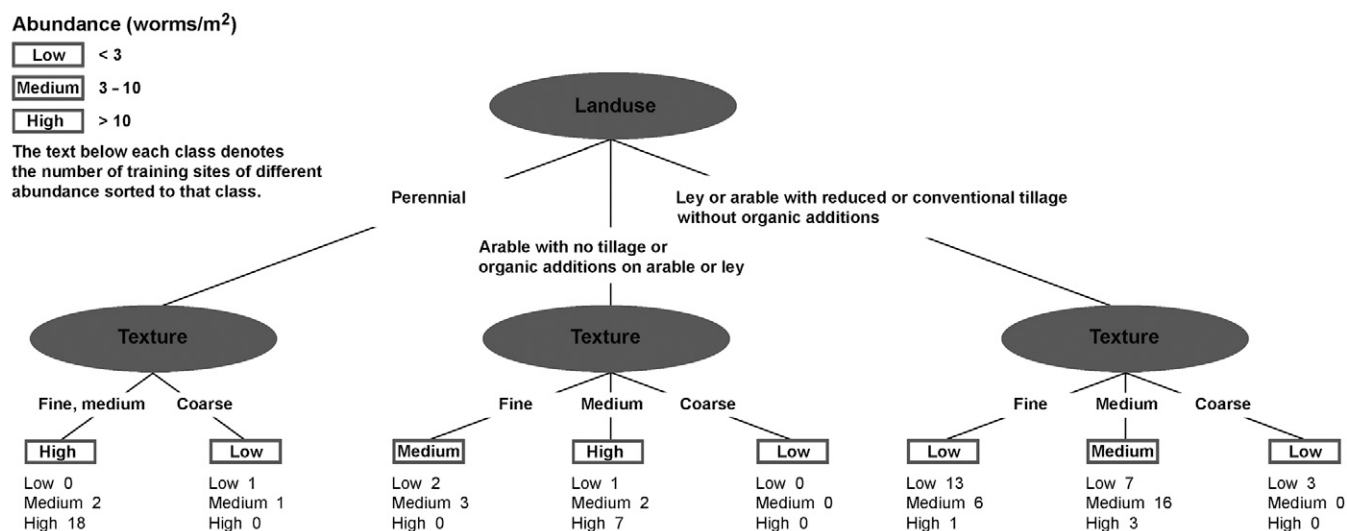 Abundance (worms/m²)
Low < 3
Medium 3 – 10
High > 10
The text below each class denotes
the number of training sites of different
abundance sorted to that class.
Landuse
Perennial
Arable with no tillage or
organic additions on arable or ley
Ley or arable with reduced or conventional tillage
without organic additions
Texture
Texture
Texture
Fine, medium Coarse
Fine Medium Coarse
Fine Medium Coarse
High
Low 0
Medium 2
High 18
Low
Low 1
Medium 1
High 0
Medium
Low 2
Medium 3
High 0
High
Low 1
Medium 2
High 7
Low
Low 0
Medium 0
High 0
Low
Low 13
Medium 6
High 1
Medium
Low 7
Medium 16
High 3
Low
Low 3
Medium 0
High 0